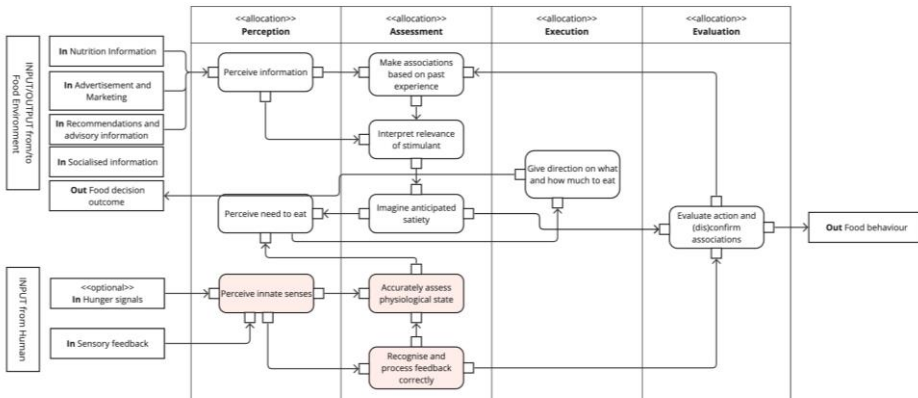 <<allocation>>
Perception
<<allocation>>
Assessment
<<allocation>>
Execution
<<allocation>>
Evaluation
INPUT/OUTPUT from/to
Food Environment
In Nutrition Information
In Advertisement and
Marketing
In Recommendations and
advisory information
In Socialised information
Out Food decision
outcome
Perceive information
Make associations
based on past
experience
Interpret relevance
of stimulant
Give direction on what
and how much to eat
Perceive need to eat
Imagine anticipated
satiety
Evaluate action and
(dis)confirm
associations
Out Food behaviour
INPUT from Human
<<optional>>
In Hunger signals
In Sensory feedback
Perceive innate senses
Accurately assess
physiological state
Recognise and
process feedback
correctly